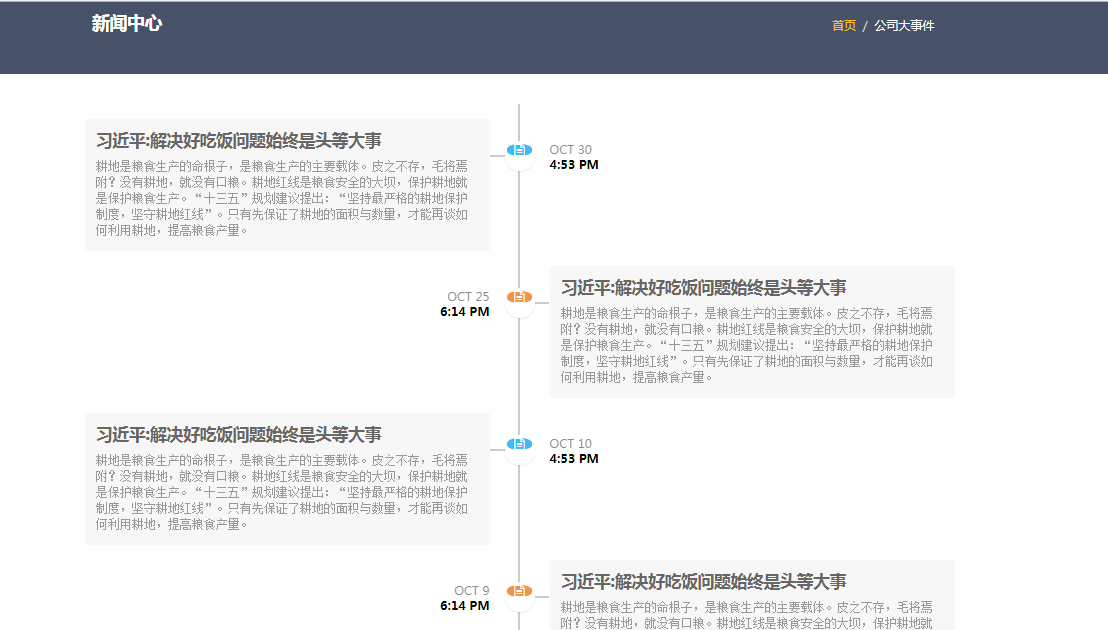 新闻中心
首页 / 公司大事件
习近平:解决好吃饭问题始终是头等大事
耕地是粮食生产的命根子，是粮食生产的主要载体。皮之不存，毛将焉
附？没有耕地，就没有口粮。耕地红线是粮食安全的大坝，保护耕地就
是保护粮食生产。“十三五”规划建议提出：“坚持最严格的耕地保护
制度，坚守耕地红线”。只有先保证了耕地的面积与数量，才能再谈如
何利用耕地，提高粮食产量。
OCT 30
4:53 PM
OCT 25
6:14 PM
习近平:解决好吃饭问题始终是头等大事
耕地是粮食生产的命根子，是粮食生产的主要载体。皮之不存，毛将焉
附？没有耕地，就没有口粮。耕地红线是粮食安全的大坝，保护耕地就
是保护粮食生产。“十三五”规划建议提出：“坚持最严格的耕地保护
制度，坚守耕地红线”。只有先保证了耕地的面积与数量，才能再谈如
何利用耕地，提高粮食产量。
习近平:解决好吃饭问题始终是头等大事
耕地是粮食生产的命根子，是粮食生产的主要载体。皮之不存，毛将焉
附？没有耕地，就没有口粮。耕地红线是粮食安全的大坝，保护耕地就
是保护粮食生产。“十三五”规划建议提出：“坚持最严格的耕地保护
制度，坚守耕地红线”。只有先保证了耕地的面积与数量，才能再谈如
何利用耕地，提高粮食产量。
OCT 10
4:53 PM
OCT 9
6:14 PM
习近平:解决好吃饭问题始终是头等大事
耕地是粮食生产的命根子，是粮食生产的主要载体。皮之不存，毛将焉
附？没有耕地，就没有口粮。耕地红线是粮食安全的大坝，保护耕地就